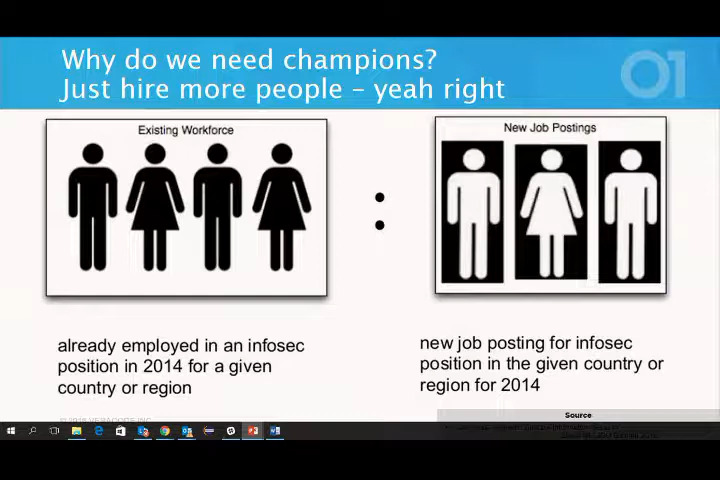 Why do we need champions?
Just hire more people – yeah right
01
Existing Workforce
New Job Postings
:
already employed in an infosec
position in 2014 for a given
country or region
new job posting for infosec
position in the given country or
region for 2014
Source